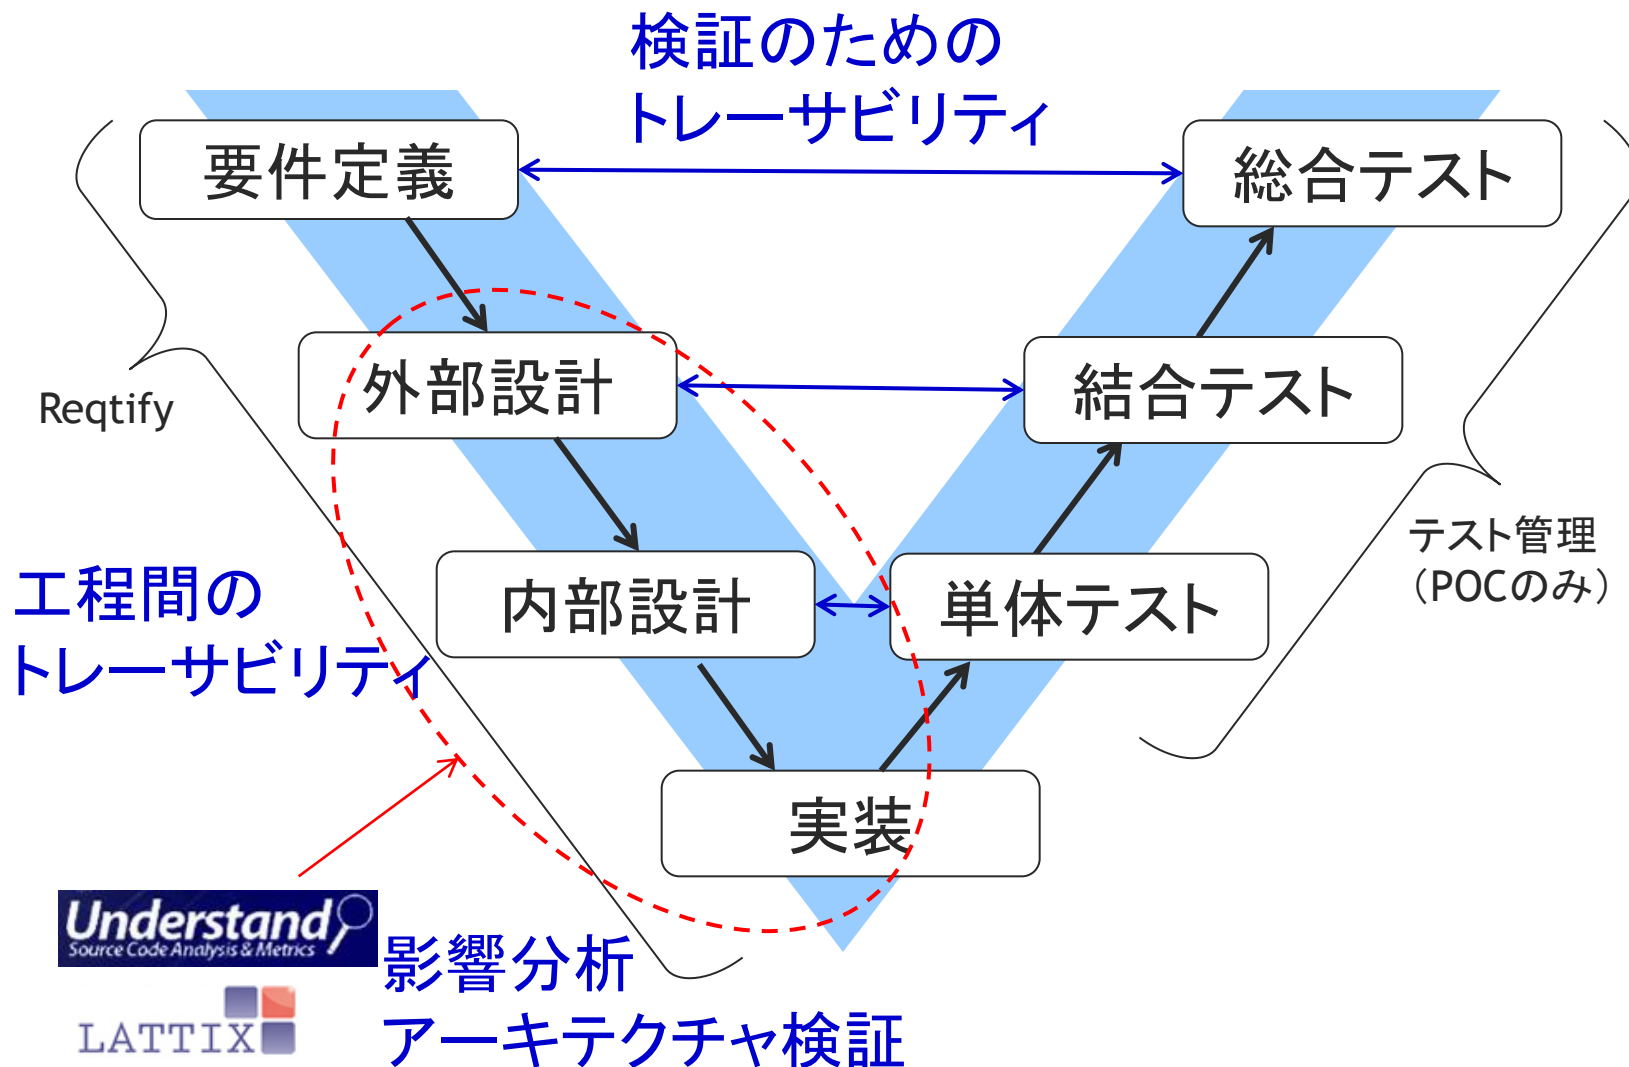 検証のための
トレーサビリティ
要件定義
総合テスト
外部設計
結合テスト
Reqtify
テスト管理
（POCのみ）
工程間の
トレーサビリティ
内部設計
単体テスト
実装
Understand
Source Code Analysis & Metrics
影響分析
アーキテクチャ検証
LATTIX